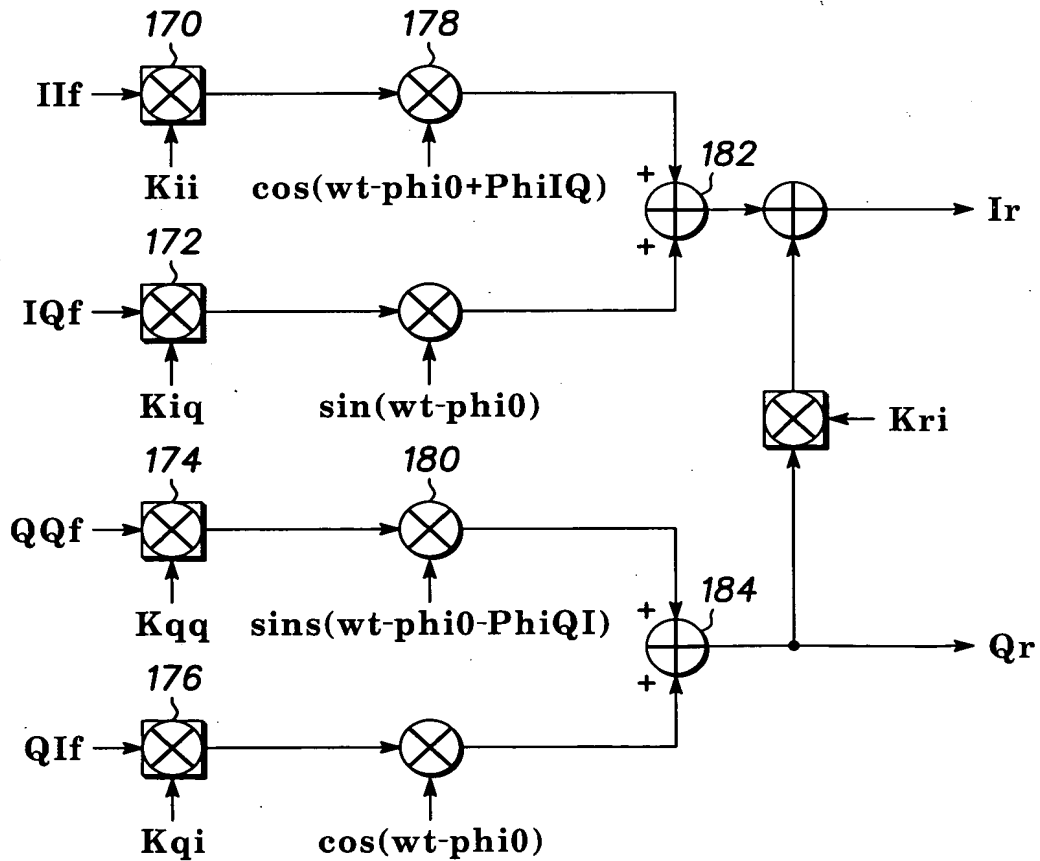 170
178
IIf
Kii
cos(wt-phi0+PhiIQ)
+
182
Ir
172
+
IQf
Kiq
sin(wt-phi0)
Kri
174
180
QQf
Kqq
sins(wt-phi0-PhiQI)
+
184
Qr
176
+
QIf
Kqi
cos(wt-phi0)